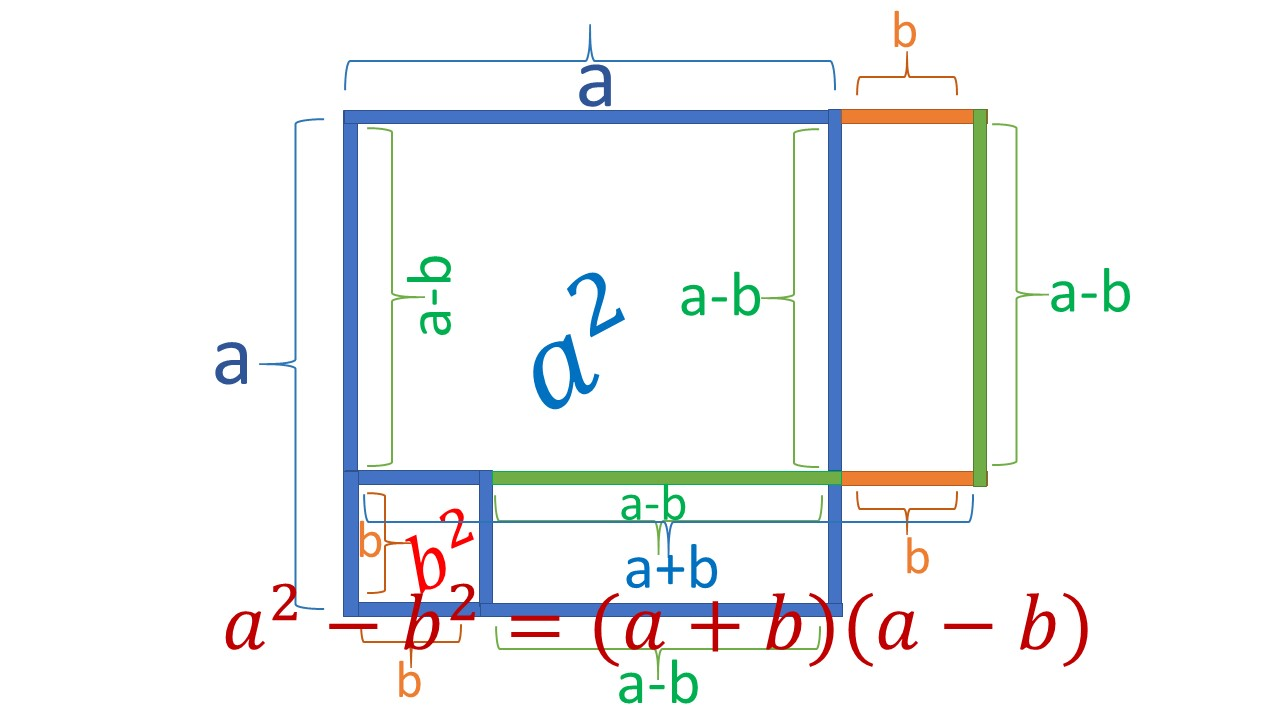 b
a
a-b
a²
a-b
a-b
a
a-b
b
b²
a+b
b
a² − b² = (a + b)(a − b)
b
a-b